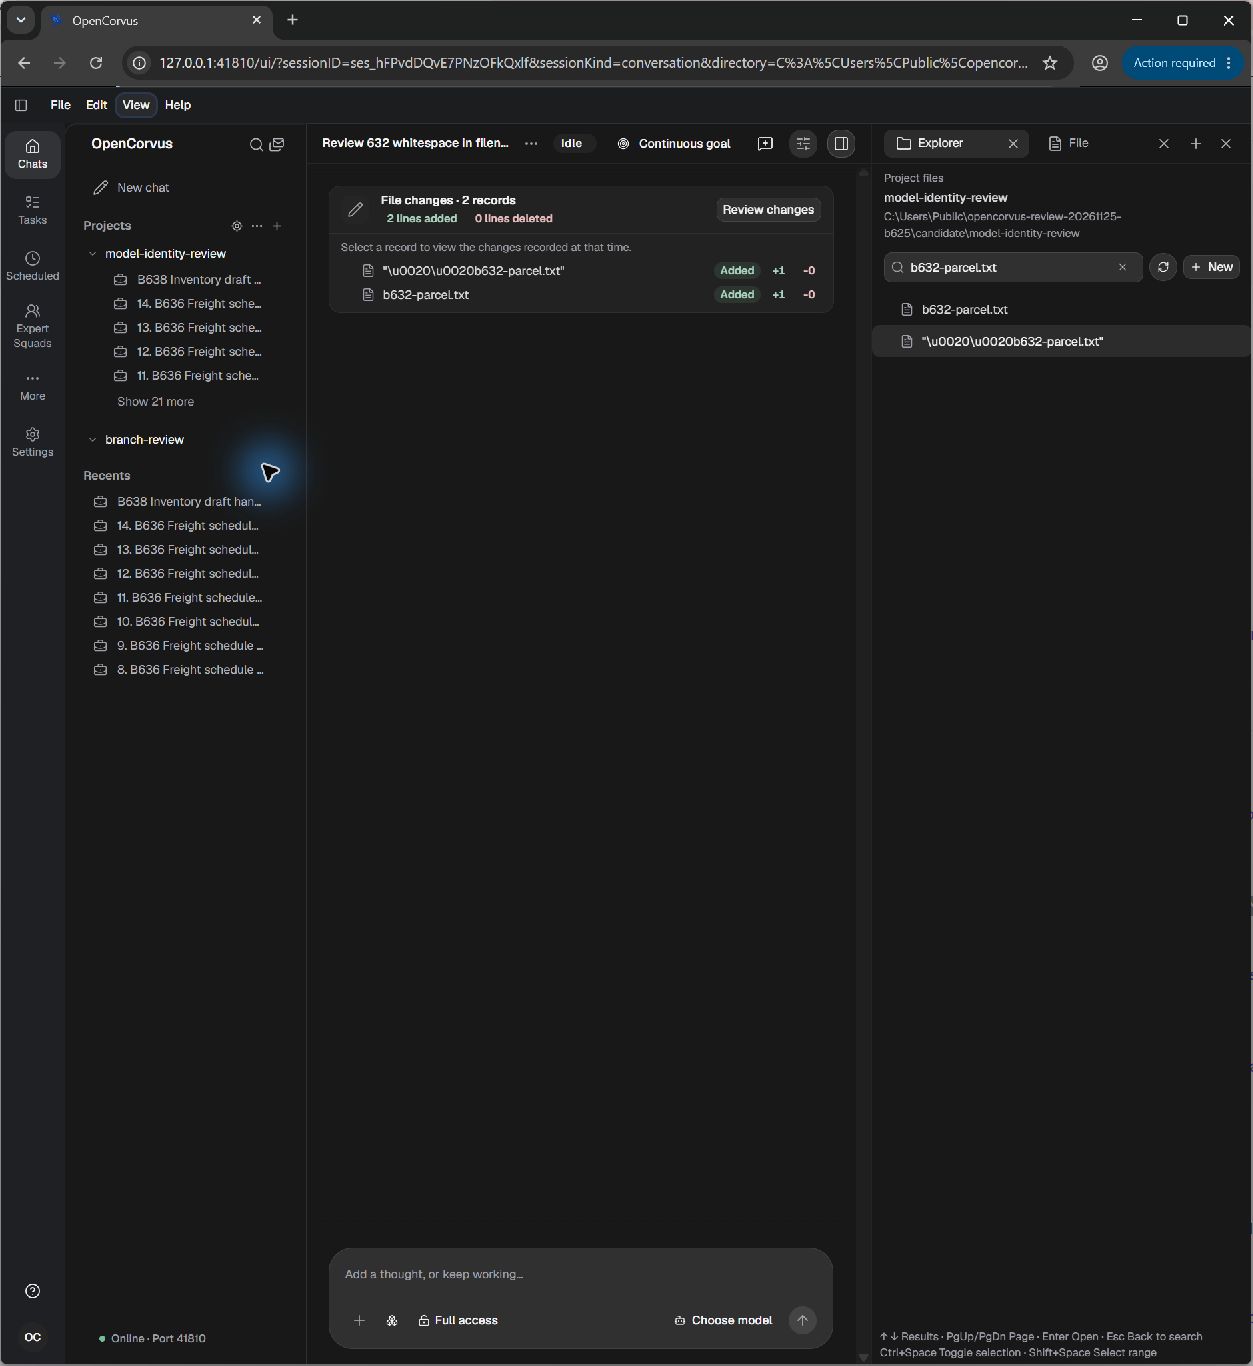 OpenCorvus
127.0.0.1:41810/ui/?sessionID=ses_hFPvdDQvE7PNzOFkQxlf&sessionKind=conversation&directory=C%3A%5CUsers%5CPublic%5Copencor...
Action required
File Edit View Help
Chats
Tasks
Scheduled
Expert
Squads
More
Settings
OC
OpenCorvus
New chat
Projects
model-identity-review
B638 Inventory draft ...
14. B636 Freight sche...
13. B636 Freight sche...
12. B636 Freight sche...
11. B636 Freight sche...
Show 21 more
branch-review
Recents
B638 Inventory draft han...
14. B636 Freight schedul...
13. B636 Freight schedul...
12. B636 Freight schedul...
11. B636 Freight schedule...
10. B636 Freight schedul...
9. B636 Freight schedule ...
8. B636 Freight schedule ...
Online · Port 41810
Review 632 whitespace in filen... ··· Idle Continuous goal
File changes · 2 records
2 lines added 0 lines deleted
Review changes
Select a record to view the changes recorded at that time.
"\u0020\u0020b632-parcel.txt" Added +1 -0
b632-parcel.txt Added +1 -0
Add a thought, or keep working...
Full access
Choose model
Explorer
File
Project files
model-identity-review
C:\Users\Public\opencorvus-review-20261125-
b625\candidate\model-identity-review
b632-parcel.txt
+ New
b632-parcel.txt
"\u0020\u0020b632-parcel.txt"
↑ ↓ Results · PgUp/PgDn Page · Enter Open · Esc Back to search
Ctrl+Space Toggle selection · Shift+Space Select range